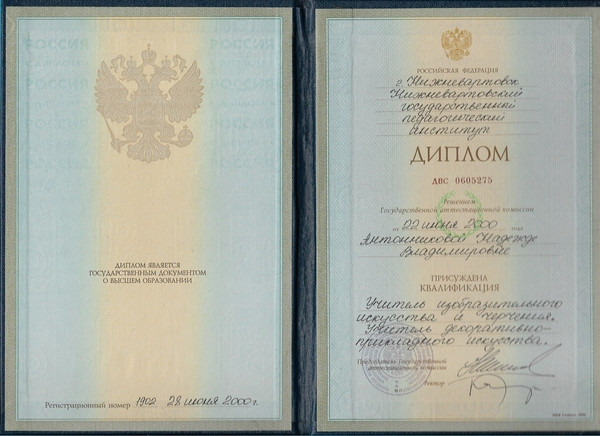 РОССИЯ
ДИПЛОМ ЯВЛЯЕТСЯ
ГОСУДАРСТВЕННЫМ ДОКУМЕНТОМ
О ВЫСШЕМ ОБРАЗОВАНИИ
Регистрационный номер 1902 28 июня 2000 г.
РОССИЙСКАЯ ФЕДЕРАЦИЯ
г. Нижневартовск
Нижневартовский
государственный
педагогический
институт
ДИПЛОМ
ДВС 0605275
Решением
Государственной аттестационной комиссии
от 22 июня 2000 года
Антонниковой Надежде
Владимировне
ПРИСУЖДЕНА
КВАЛИФИКАЦИЯ
Учитель изобразительного
искусства и черчения.
Учитель декоративно-
прикладного искусства.
Председатель Государственной
аттестационной комиссии
Ректор